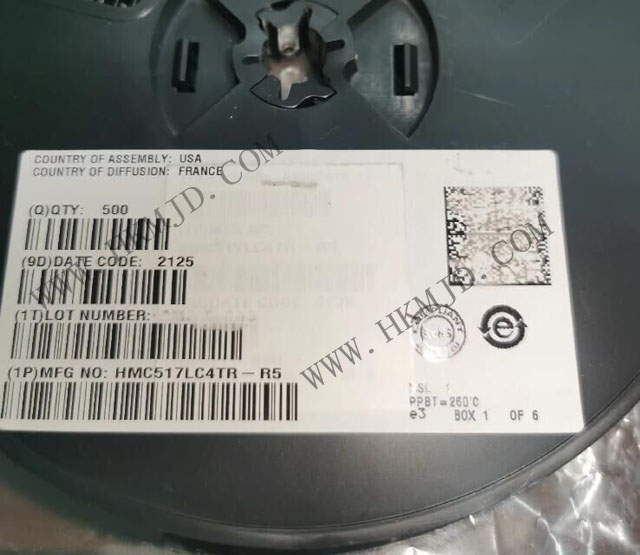 COUNTRY OF ASSEMBLY: USA
COUNTRY OF DIFFUSION: FRANCE
(Q)QTY: 500
(9D)DATE CODE: 2125
(1T)LOT NUMBER:
(1P)MFG NO: HMC517LC4TR-R5
COMPLIANT
e
PPBT=260'C
e3 BOX 1 OF 6
WWW.HKMJD.COM
WWW.HKMJD.COM